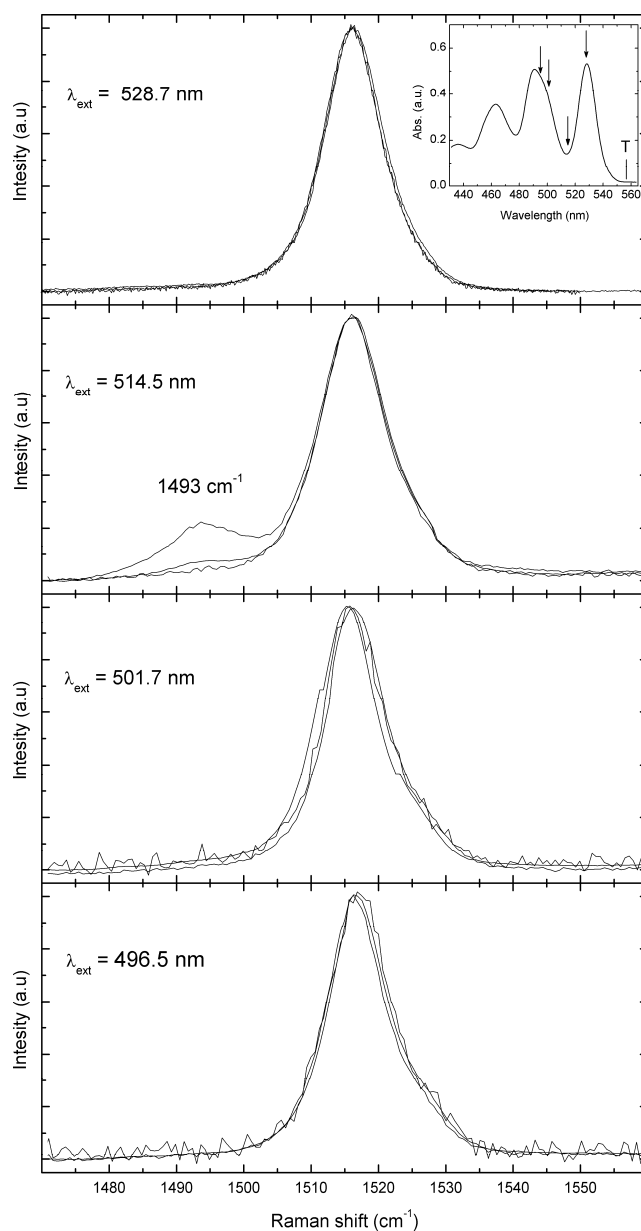 λext = 528.7 nm
Intesity (a.u)
Abs. (a.u.)
0.6
0.4
0.2
0.0
T
440 460 480 500 520 540 560
Wavelength (nm)
λext = 514.5 nm
1493 cm-1
Intesity (a.u)
λext = 501.7 nm
Intesity (a.u)
λext = 496.5 nm
Intesity (a.u)
1480 1490 1500 1510 1520 1530 1540 1550
Raman shift (cm-1)